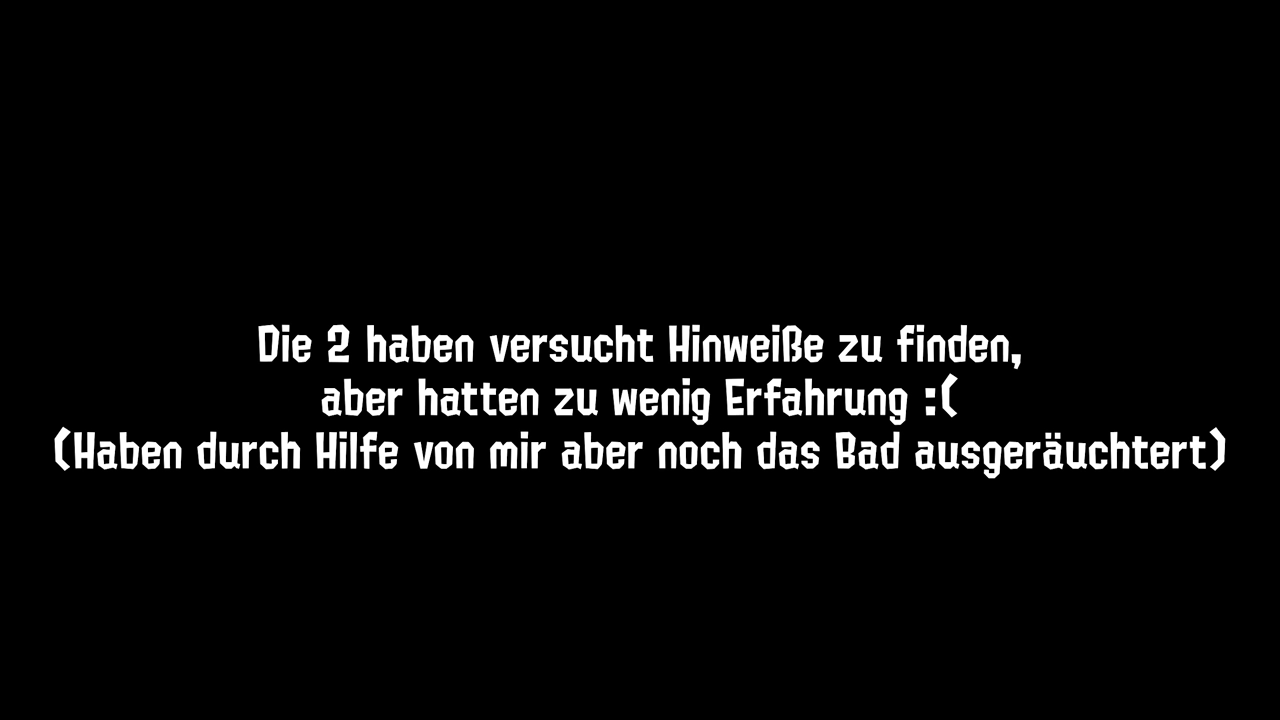 Die 2 haben versucht Hinweiße zu finden,
aber hatten zu wenig Erfahrung :(
(Haben durch Hilfe von mir aber noch das Bad ausgeräuchtert)